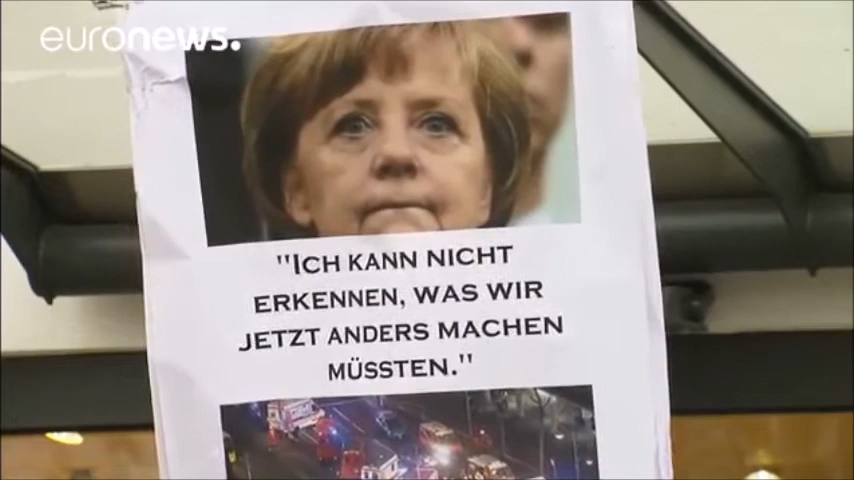 euronews.
"ICH KANN NICHT
ERKENNEN, WAS WIR
JETZT ANDERS MACHEN
MÜSSTEN."